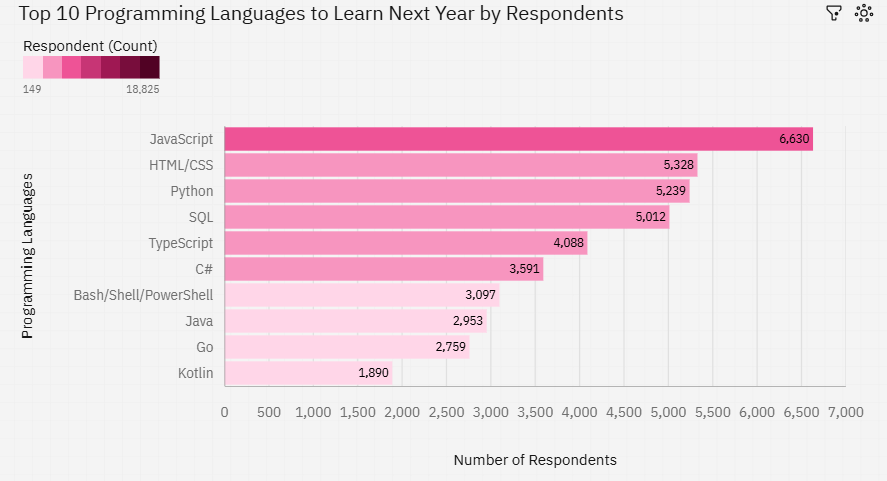 Top 10 Programming Languages to Learn Next Year by Respondents
Respondent (Count)
149 18,825
Programming Languages
JavaScript 6,630
HTML/CSS 5,328
Python 5,239
SQL 5,012
TypeScript 4,088
C# 3,591
Bash/Shell/PowerShell 3,097
Java 2,953
Go 2,759
Kotlin 1,890
0 500 1,000 1,500 2,000 2,500 3,000 3,500 4,000 4,500 5,000 5,500 6,000 6,500 7,000
Number of Respondents